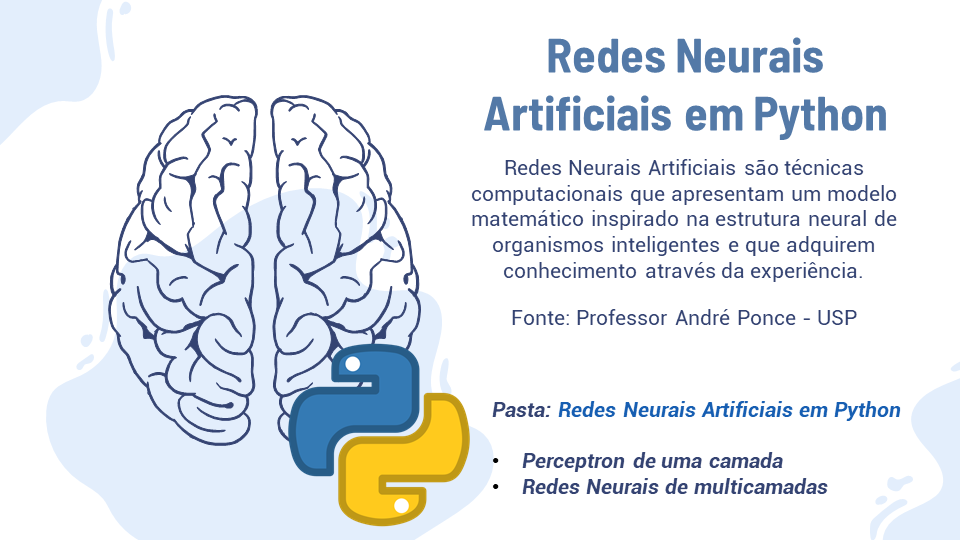 Redes Neurais
Artificiais em Python
Redes Neurais Artificiais são técnicas
computacionais que apresentam um modelo
matemático inspirado na estrutura neural de
organismos inteligentes e que adquirem
conhecimento através da experiência.
Fonte: Professor André Ponce - USP
Pasta: Redes Neurais Artificiais em Python
• Perceptron de uma camada
• Redes Neurais de multicamadas